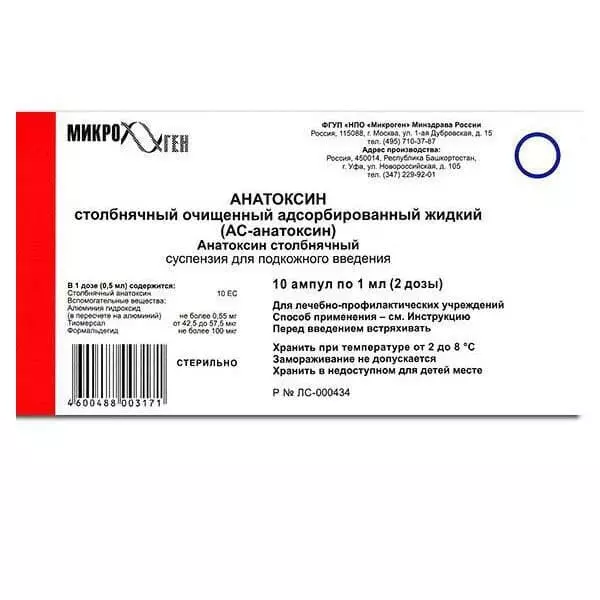 МИКРОГЕН
ФГУП «НПО «Микроген» Минздрава России
Россия, 115088, г. Москва, ул. 1-ая Дубровская, д. 15
тел. (495) 710-37-87
Адрес производства:
Россия, 450014, Республика Башкортостан,
г. Уфа, ул. Новороссийская, д. 105
тел. (347) 229-92-01
АНАТОКСИН
столбнячный очищенный адсорбированный жидкий
(АС-анатоксин)
Анатоксин столбнячный
суспензия для подкожного введения
В 1 дозе (0,5 мл) содержится:
Столбнячный анатоксин 10 ЕС
Вспомогательные вещества:
Алюминия гидроксид
(в пересчете на алюминий) не более 0,55 мг
Тиомерсал от 42,5 до 57,5 мкг
Формальдегид не более 100 мкг
10 ампул по 1 мл (2 дозы)
Для лечебно-профилактических учреждений
Способ применения – см. Инструкцию
Перед введением встряхивать
СТЕРИЛЬНО
Хранить при температуре от 2 до 8 °С
Замораживание не допускается
Хранить в недоступном для детей месте
Р № ЛС-000434
4600488003171